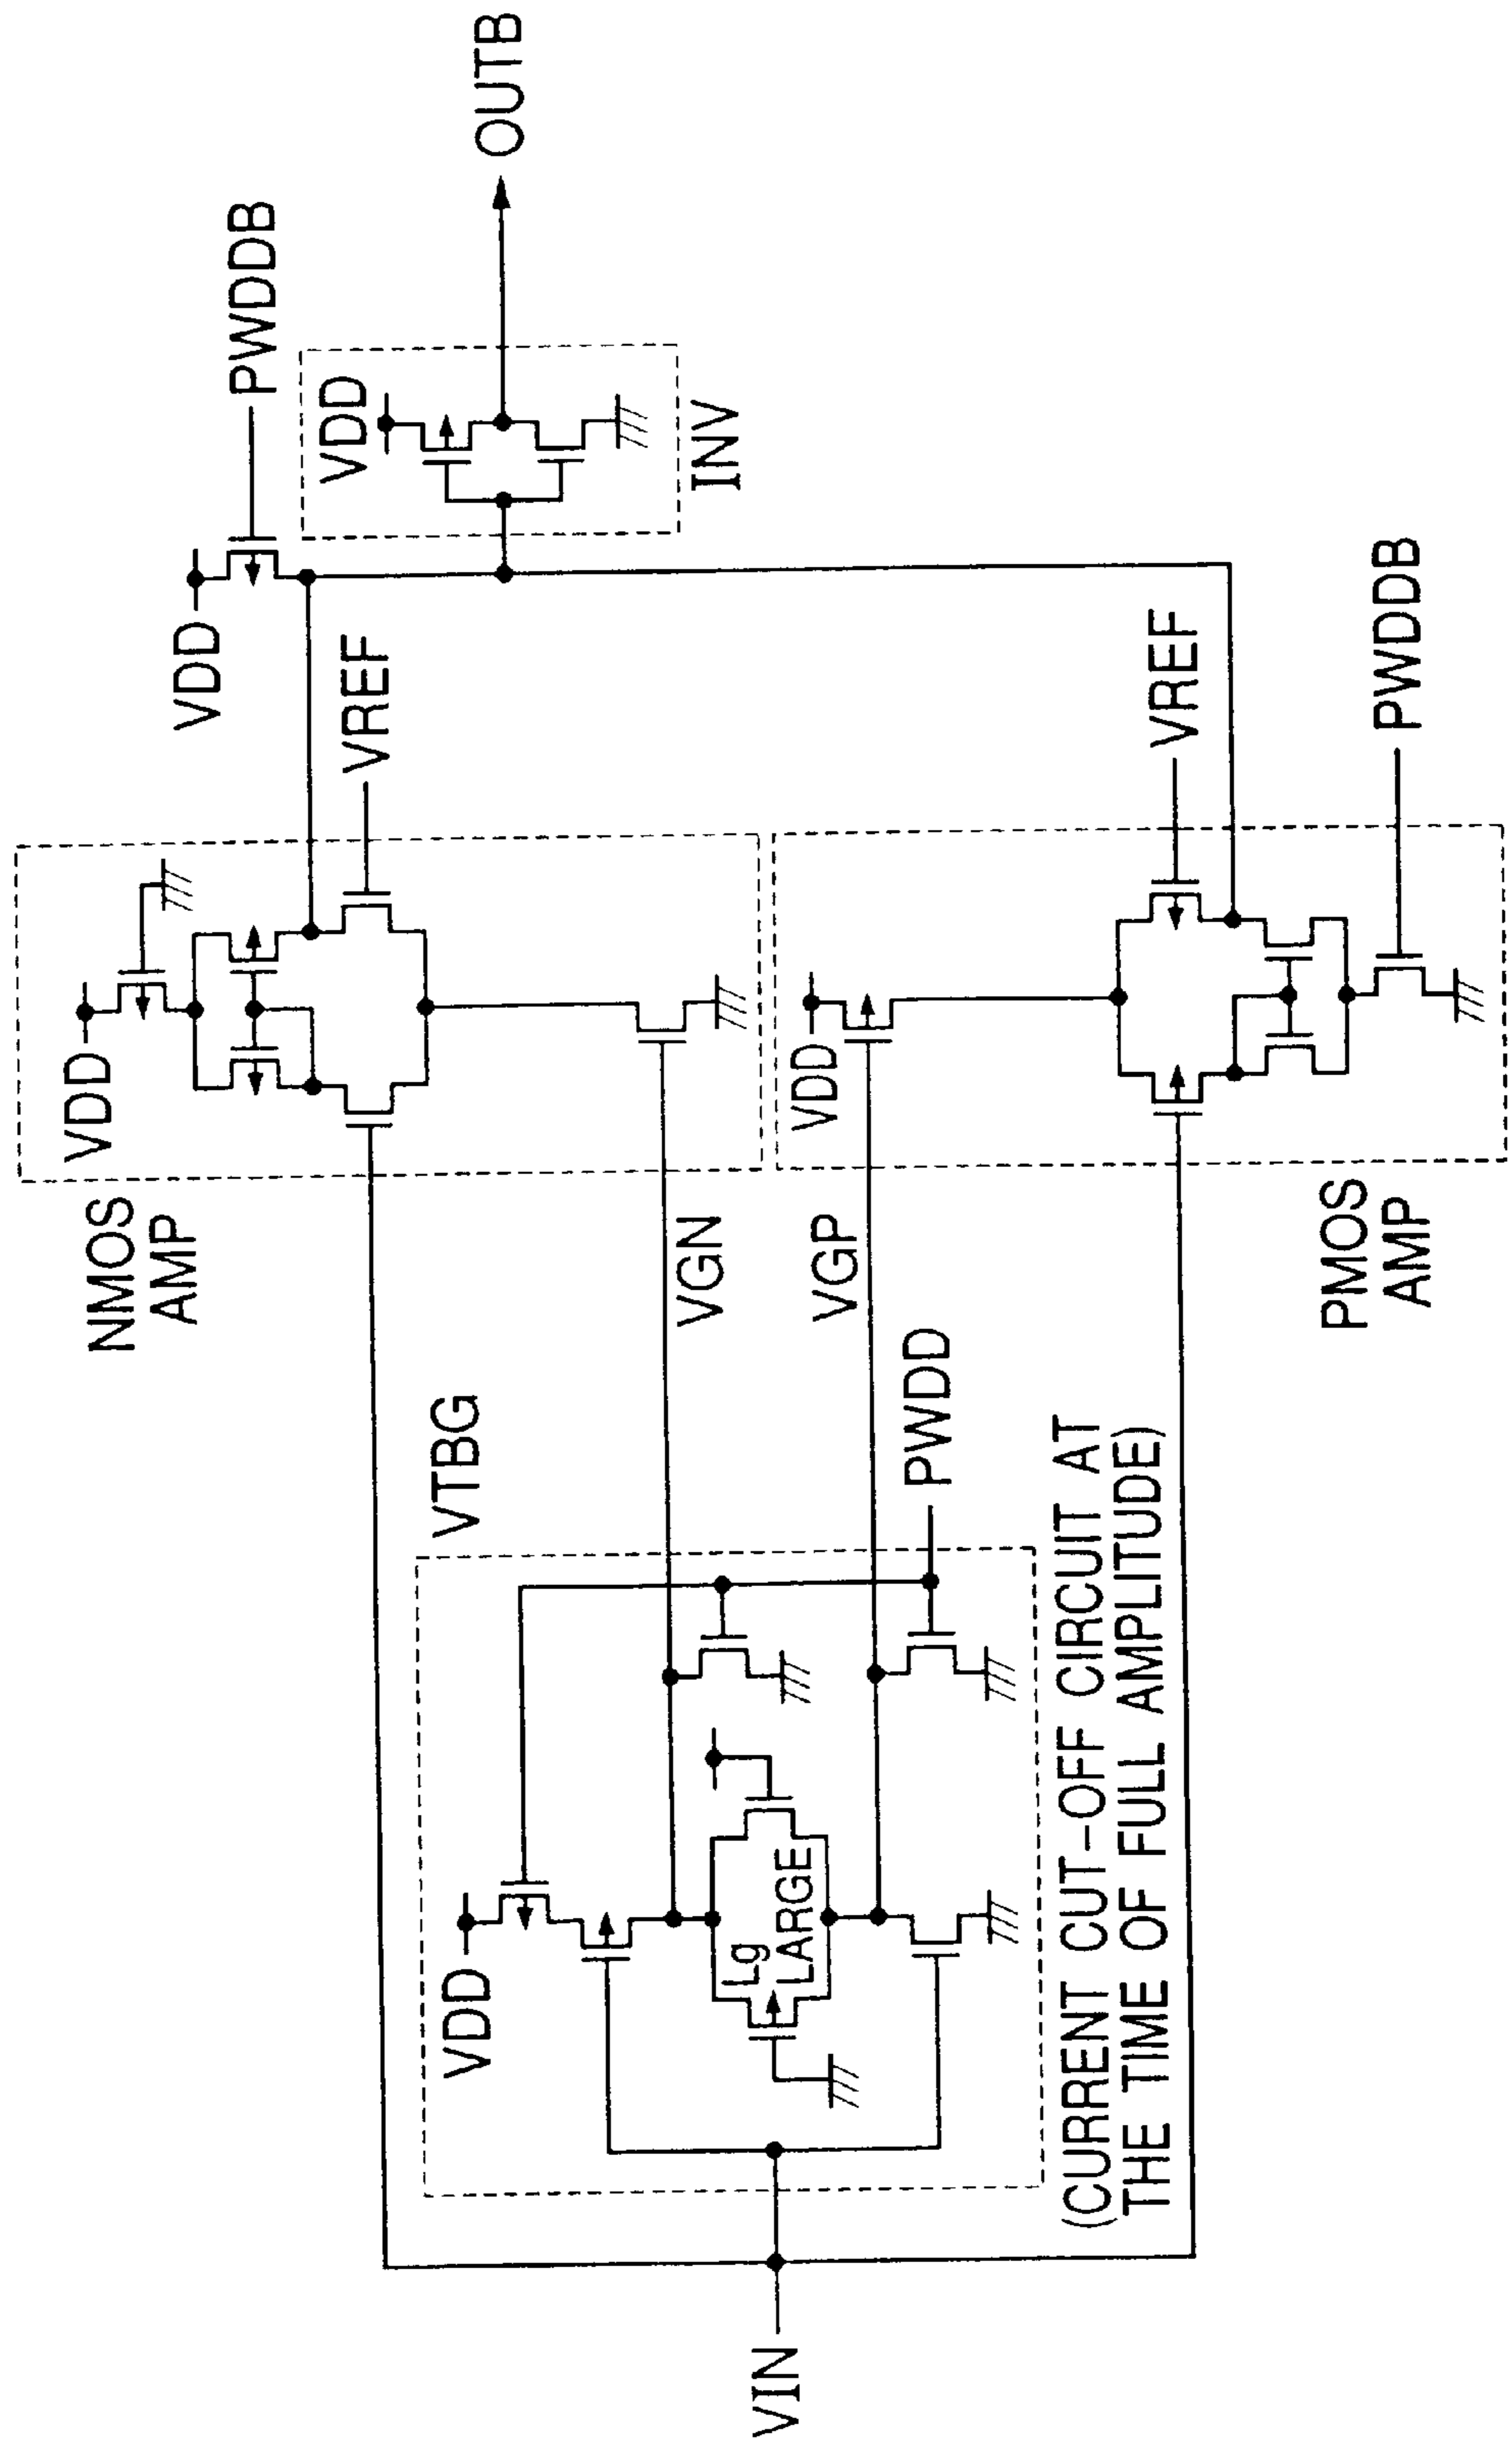 VIN
VTBG
VDD
Lg
LARGE
PWDD
(CURRENT CUT-OFF CIRCUIT AT
THE TIME OF FULL AMPLITUDE)
VGN
VGP
NMOS
AMP
VDD
VREF
VDD
PWDDB
VDD
INV
OUTB
PMOS
AMP
VDD
VREF
PWDDB